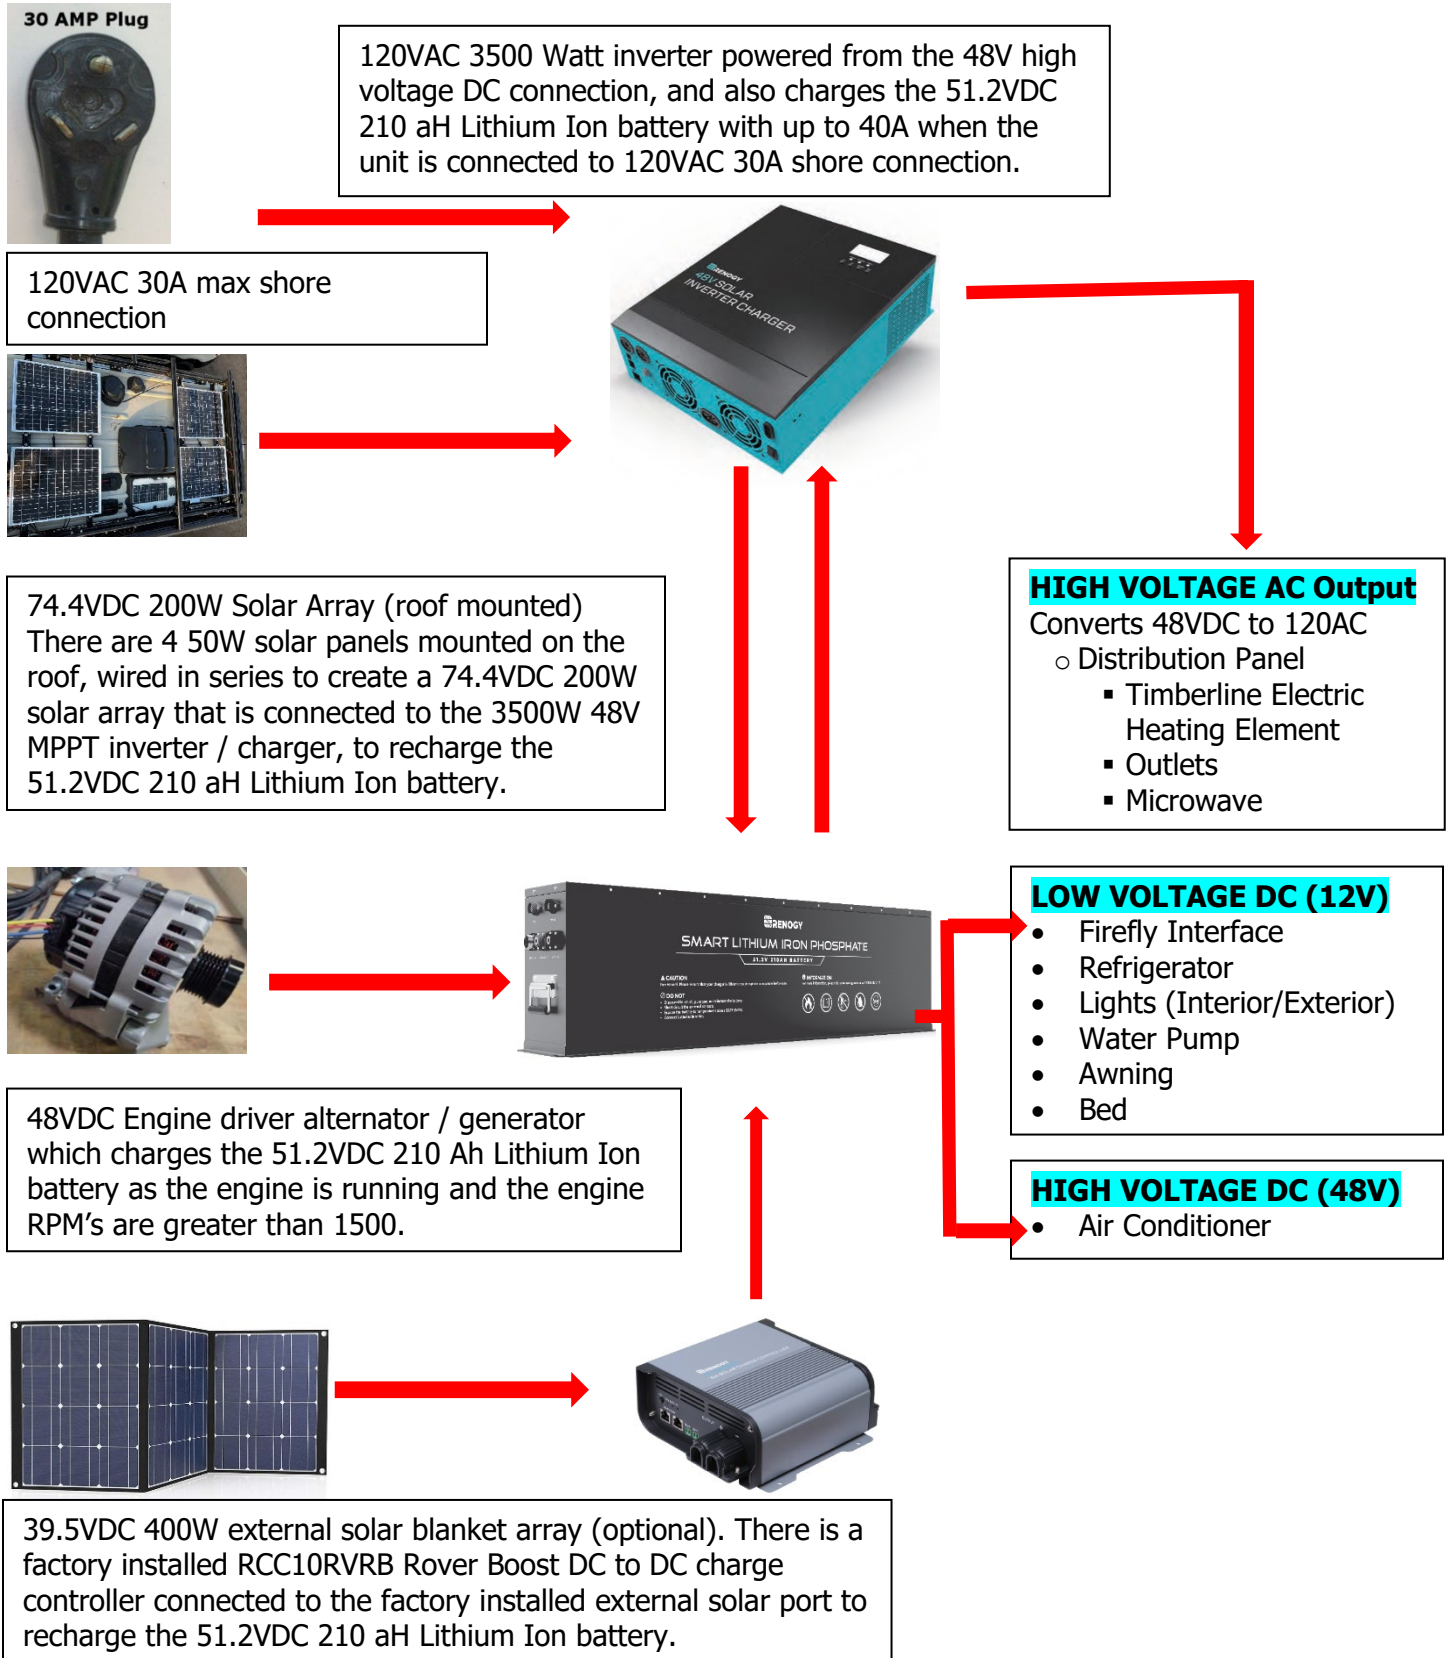 30 AMP Plug
120VAC 3500 Watt inverter powered from the 48V high
voltage DC connection, and also charges the 51.2VDC
210 aH Lithium Ion battery with up to 40A when the
unit is connected to 120VAC 30A shore connection.
120VAC 30A max shore
connection
RENOGY
48V SOLAR
INVERTER CHARGER
74.4VDC 200W Solar Array (roof mounted)
There are 4 50W solar panels mounted on the
roof, wired in series to create a 74.4VDC 200W
solar array that is connected to the 3500W 48V
MPPT inverter / charger, to recharge the
51.2VDC 210 aH Lithium Ion battery.
HIGH VOLTAGE AC Output
Converts 48VDC to 120AC
o Distribution Panel
▪ Timberline Electric
Heating Element
▪ Outlets
▪ Microwave
RENOGY
SMART LITHIUM IRON PHOSPHATE
51.2V 210AH BATTERY
CAUTION
DO NOT
LOW VOLTAGE DC (12V)
• Firefly Interface
• Refrigerator
• Lights (Interior/Exterior)
• Water Pump
• Awning
• Bed
48VDC Engine driver alternator / generator
which charges the 51.2VDC 210 Ah Lithium Ion
battery as the engine is running and the engine
RPM’s are greater than 1500.
HIGH VOLTAGE DC (48V)
• Air Conditioner
RENOGY
39.5VDC 400W external solar blanket array (optional). There is a
factory installed RCC10RVRB Rover Boost DC to DC charge
controller connected to the factory installed external solar port to
recharge the 51.2VDC 210 aH Lithium Ion battery.